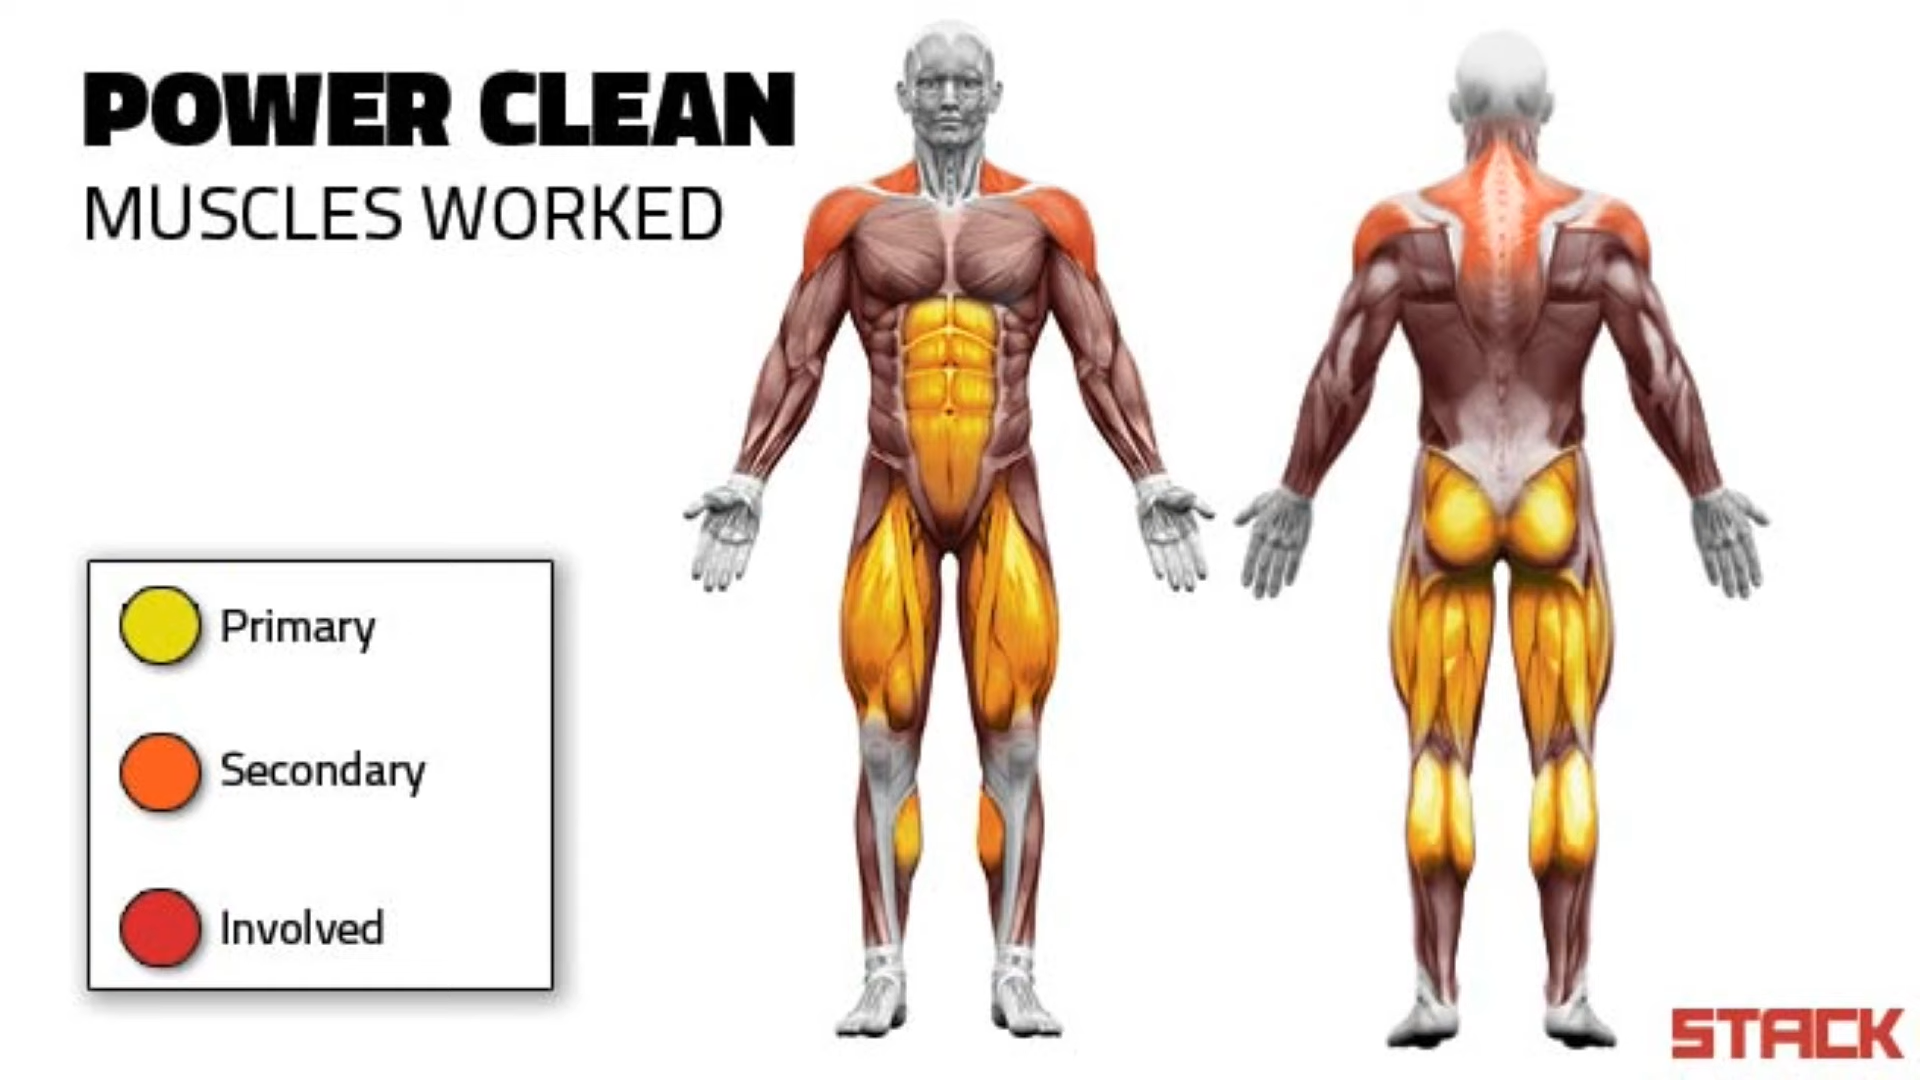 POWER CLEAN
MUSCLES WORKED
Primary
Secondary
Involved
STACK